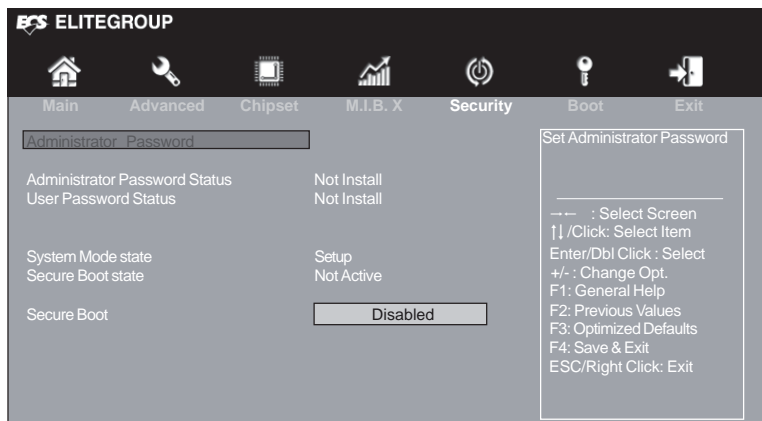 ECS ELITEGROUP
Main Advanced Chipset M.I.B. X Security Boot Exit
Administrator Password
Administrator Password Status Not Install
User Password Status Not Install
System Mode state Setup
Secure Boot state Not Active
Secure Boot Disabled
Set Administrator Password
→← : Select Screen
↑↓/Click: Select Item
Enter/Dbl Click : Select
+/- : Change Opt.
F1: General Help
F2: Previous Values
F3: Optimized Defaults
F4: Save & Exit
ESC/Right Click: Exit